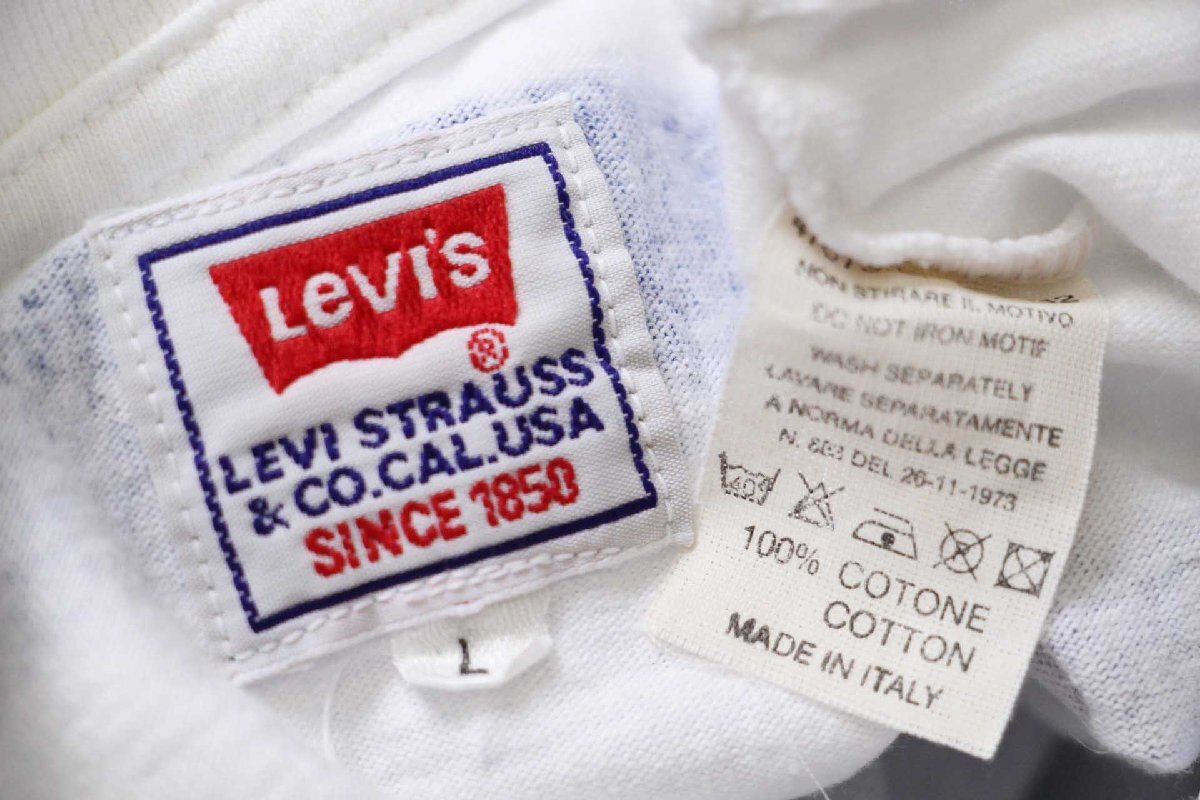 Levi's
®
LEVI STRAUSS
& CO.CAL.USA
SINCE 1850
L
NON STIRARE IL MOTIVO
DO NOT IRON MOTIF
WASH SEPARATELY
LAVARE SEPARATAMENTE
A NORMA DELLA LEGGE
N. 883 DEL 26-11-1973
40°
100% COTONE
COTTON
MADE IN ITALY